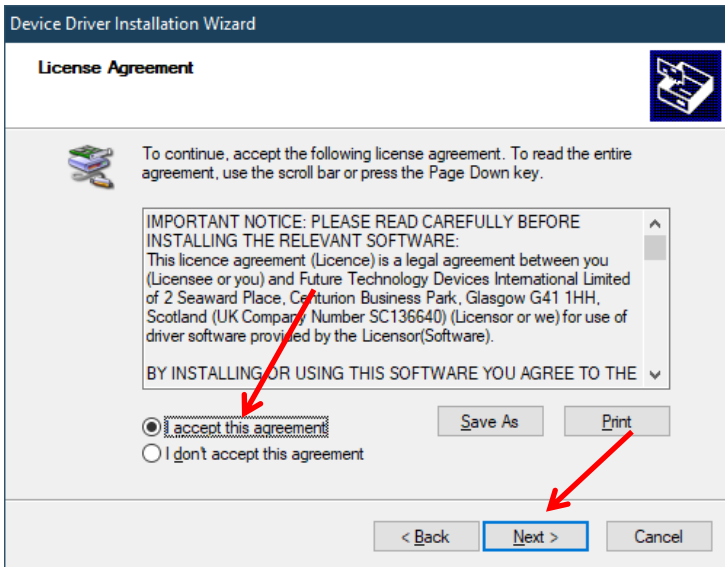 Device Driver Installation Wizard
License Agreement
To continue, accept the following license agreement. To read the entire
agreement, use the scroll bar or press the Page Down key.
IMPORTANT NOTICE: PLEASE READ CAREFULLY BEFORE
INSTALLING THE RELEVANT SOFTWARE:
This licence agreement (Licence) is a legal agreement between you
(Licensee or you) and Future Technology Devices International Limited
of 2 Seaward Place, Centurion Business Park, Glasgow G41 1HH,
Scotland (UK Company Number SC136640) (Licensor or we) for use of
driver software provided by the Licensor(Software).
BY INSTALLING OR USING THIS SOFTWARE YOU AGREE TO THE
I accept this agreement
Save As
Print
I don't accept this agreement
< Back
Next >
Cancel